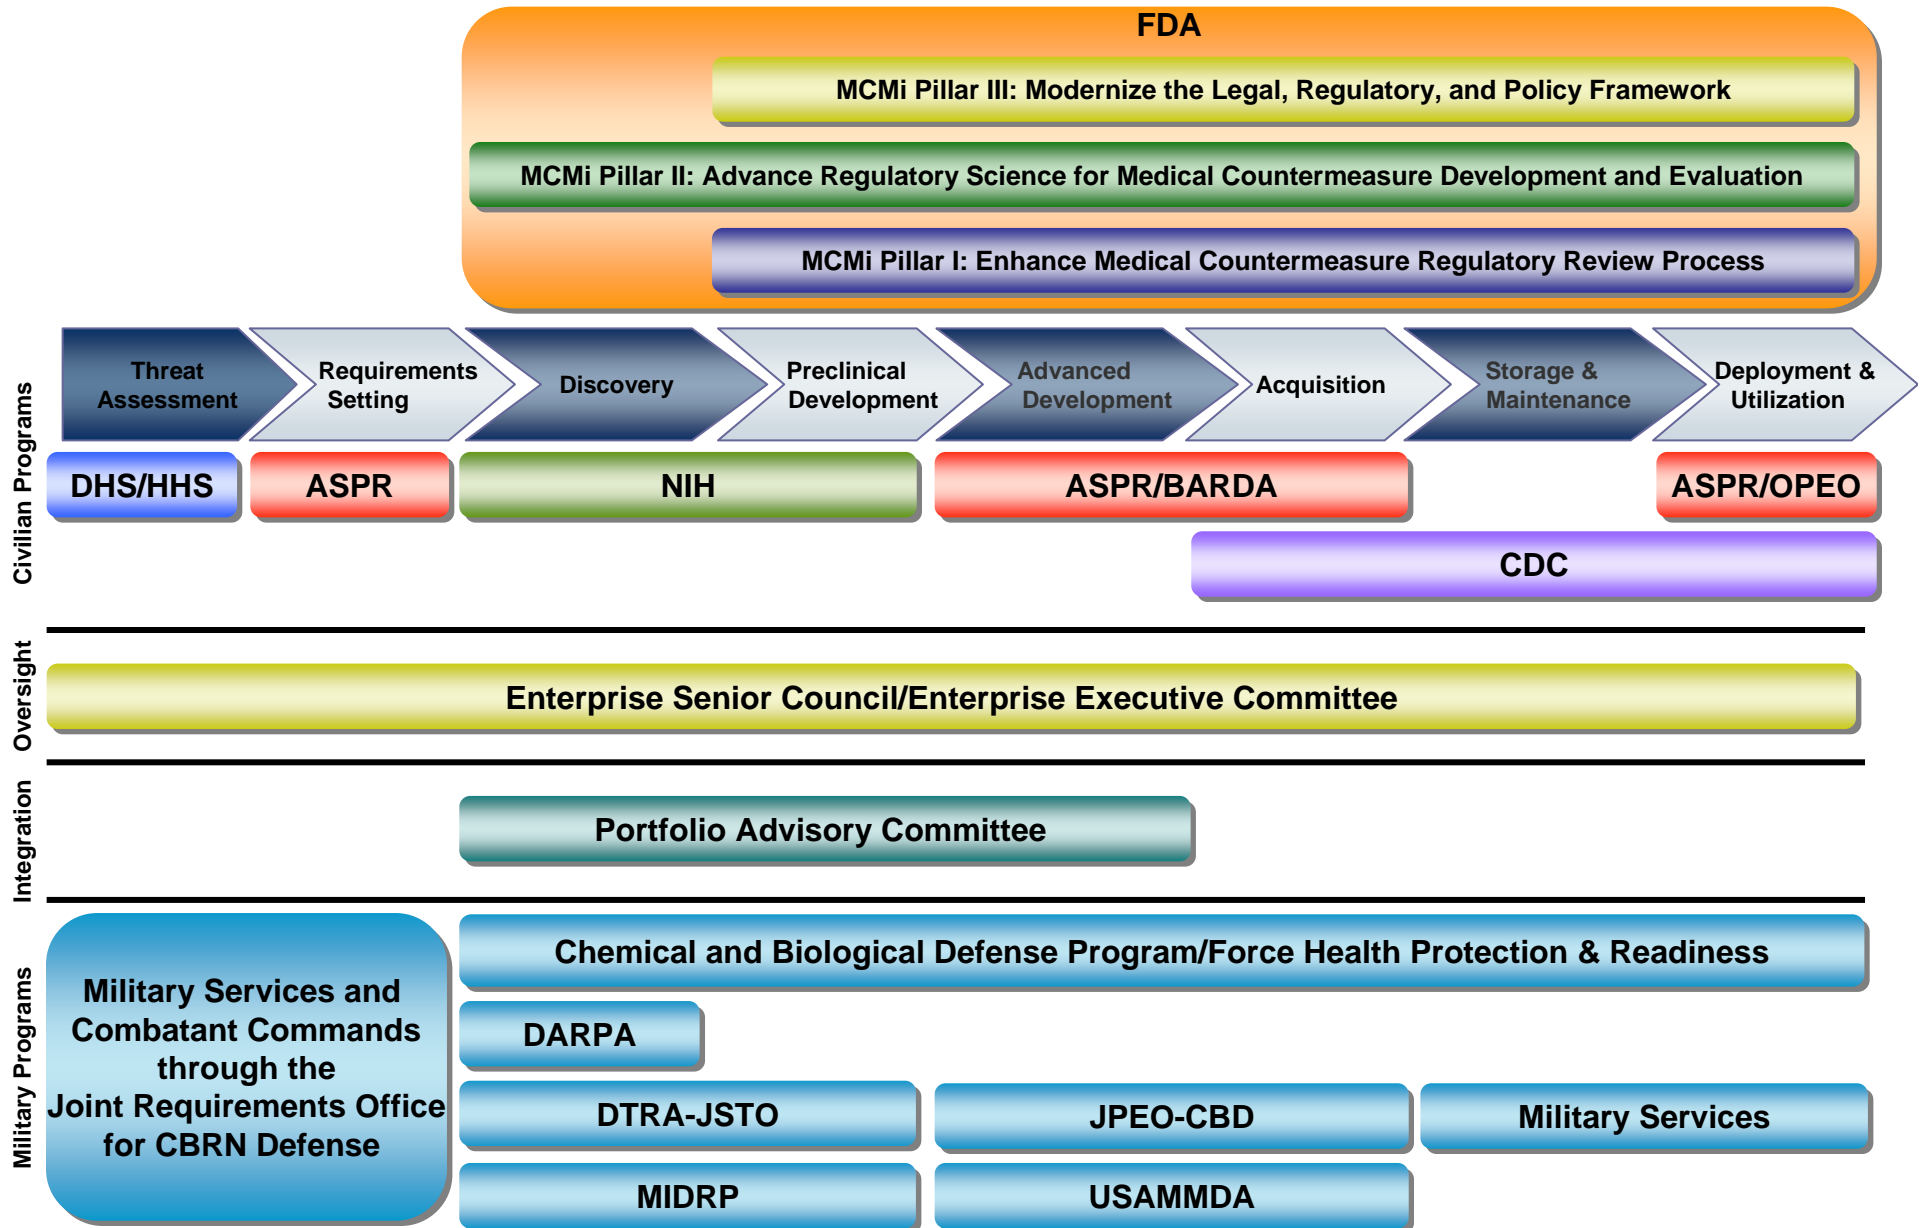 FDA
MCMi Pillar III: Modernize the Legal, Regulatory, and Policy Framework
MCMi Pillar II: Advance Regulatory Science for Medical Countermeasure Development and Evaluation
MCMi Pillar I: Enhance Medical Countermeasure Regulatory Review Process
Threat
Assessment
Requirements
Setting
Discovery
Preclinical
Development
Advanced
Development
Acquisition
Storage &
Maintenance
Deployment &
Utilization
Civilian Programs
DHS/HHS
ASPR
NIH
ASPR/BARDA
ASPR/OPEO
CDC
Oversight
Enterprise Senior Council/Enterprise Executive Committee
Integration
Portfolio Advisory Committee
Military Programs
Military Services and
Combatant Commands
through the
Joint Requirements Office
for CBRN Defense
Chemical and Biological Defense Program/Force Health Protection & Readiness
DARPA
DTRA-JSTO
JPEO-CBD
Military Services
MIDRP
USAMMDA